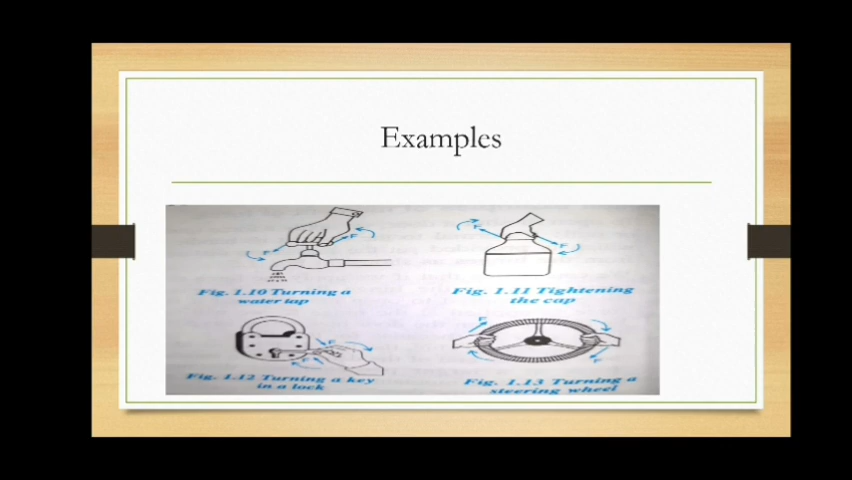 Examples
F
F
F
F
Fig. 1.10 Turning a
water tap
Fig. 1.11 Tightening
the cap
F
F
F
F
Fig. 1.12 Turning a key
in a lock
Fig. 1.13 Turning a
steering wheel